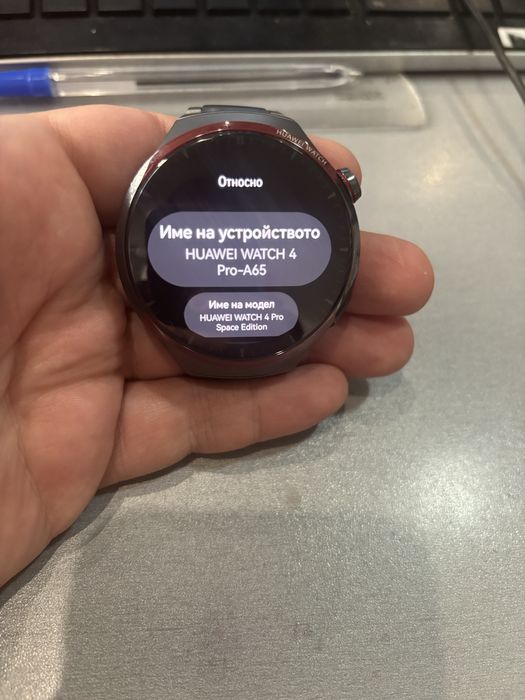 HUAWEI WATCH
Относно
Име на устройството
HUAWEI WATCH 4
Pro-A65
Име на модел
HUAWEI WATCH 4 Pro
Space Edition